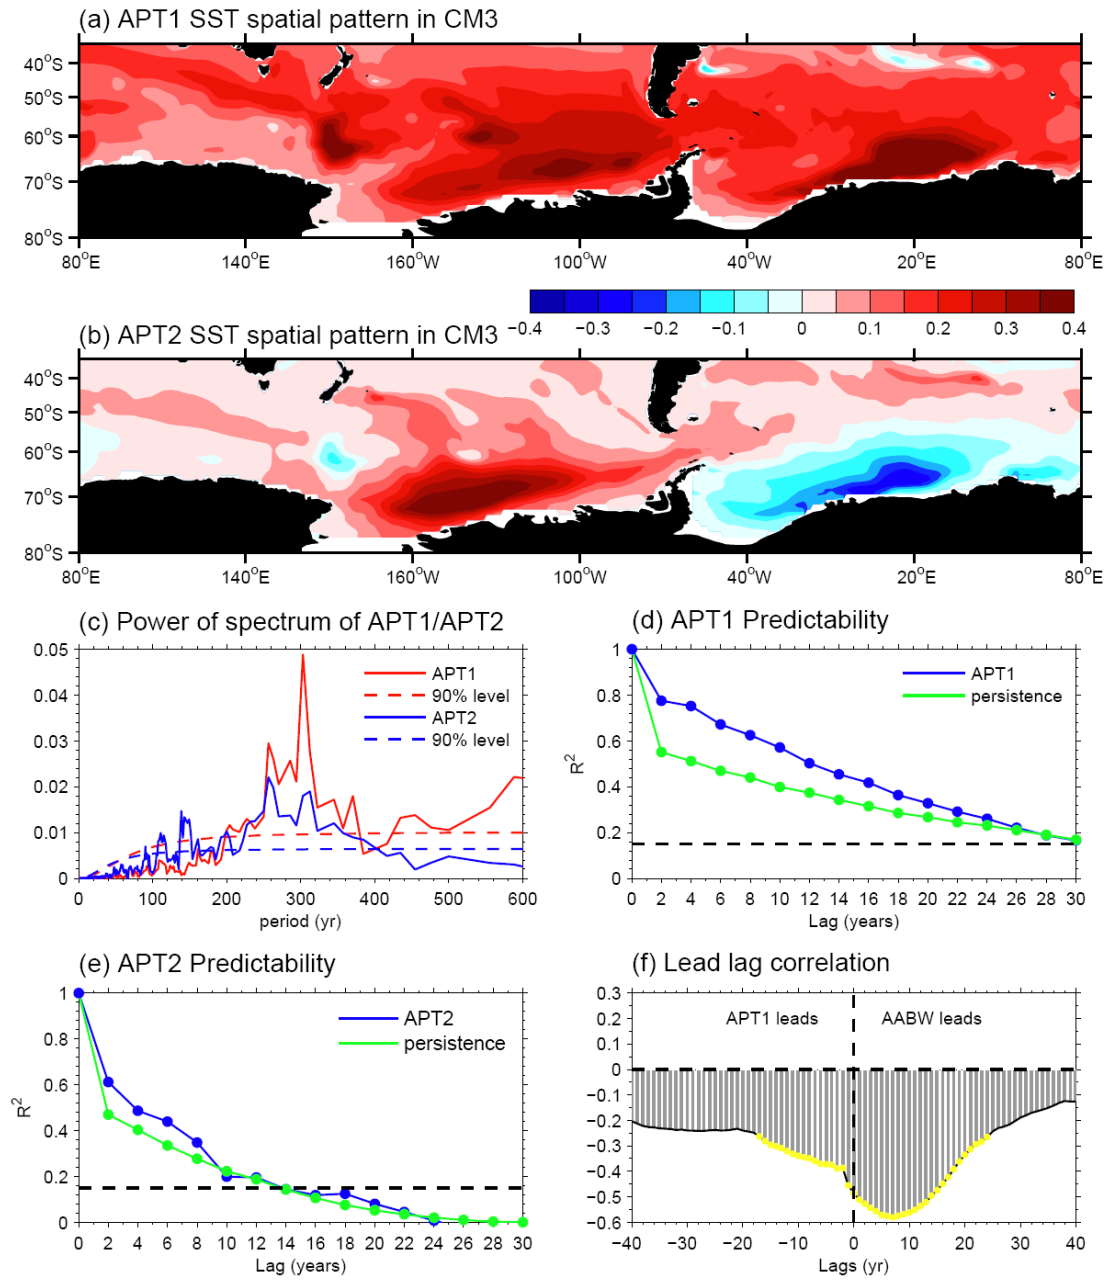 (a) APT1 SST spatial pattern in CM3
40°S
50°S
60°S
70°S
80°S
80°E 140°E 160°W 100°W 40°W 20°E 80°E
−0.4 −0.3 −0.2 −0.1 0 0.1 0.2 0.3 0.4
(b) APT2 SST spatial pattern in CM3
40°S
50°S
60°S
70°S
80°S
80°E 140°E 160°W 100°W 40°W 20°E 80°E
(c) Power of spectrum of APT1/APT2
0.05
0.04
0.03
0.02
0.01
0
APT1
90% level
APT2
90% level
0 100 200 300 400 500 600
period (yr)
(d) APT1 Predictability
1
0.8
0.6
0.4
0.2
0
R²
APT1
persistence
0 2 4 6 8 10 12 14 16 18 20 22 24 26 28 30
Lag (years)
(e) APT2 Predictability
1
0.8
0.6
0.4
0.2
0
R²
APT2
persistence
0 2 4 6 8 10 12 14 16 18 20 22 24 26 28 30
Lag (years)
(f) Lead lag correlation
0.3
0.2
0.1
0
−0.1
−0.2
−0.3
−0.4
−0.5
−0.6
APT1 leads AABW leads
−40 −30 −20 −10 0 10 20 30 40
Lags (yr)